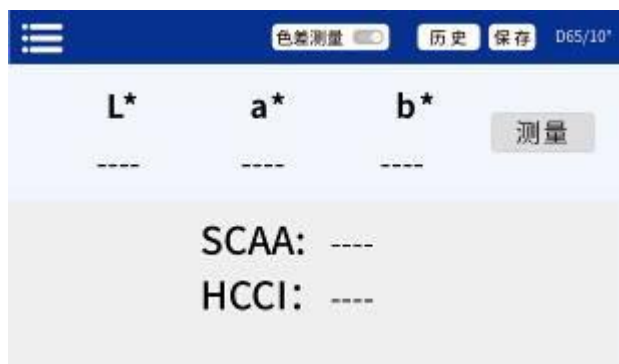 色差测量 历史 保存 D65/10°
L* a* b*
测量
---- ---- ----
SCAA: ----
HCCI: ----